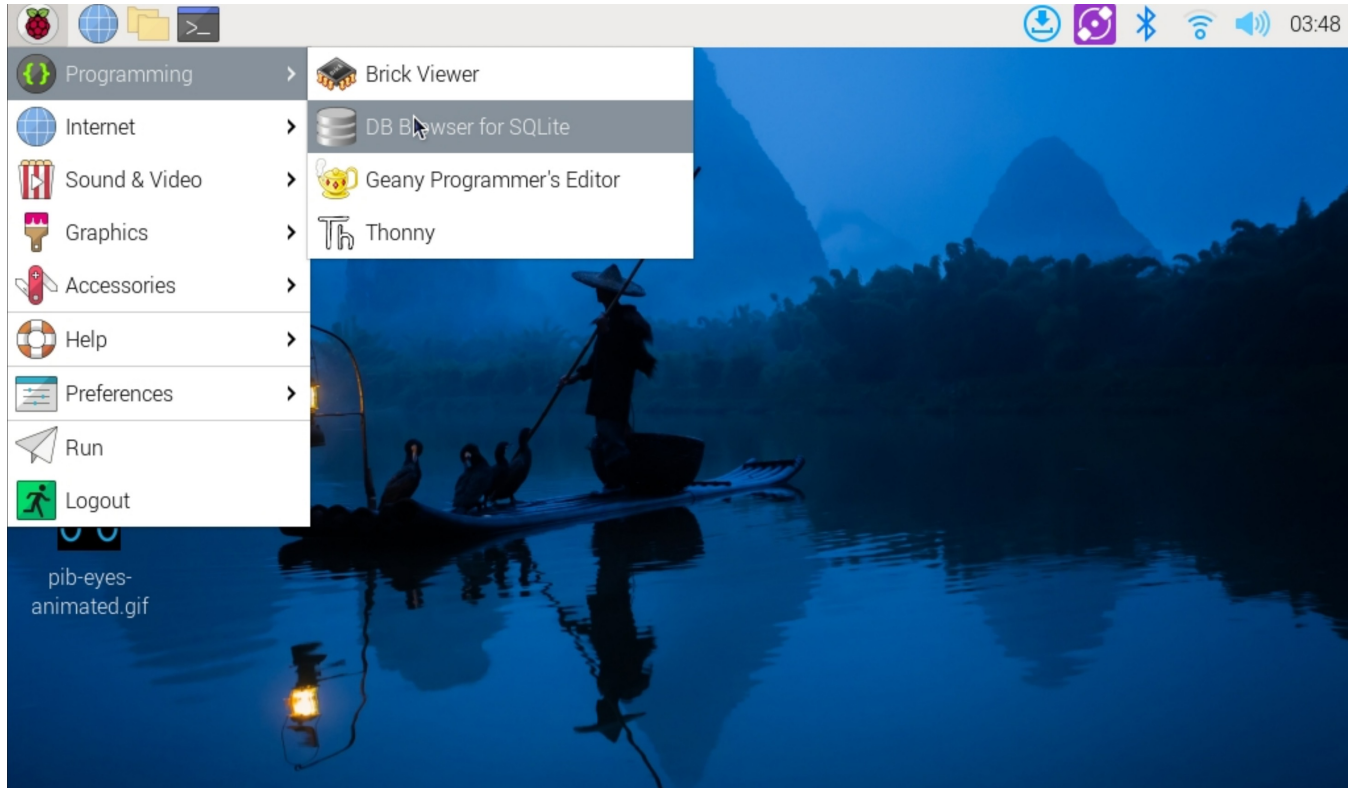 >_
03:48
Programming
Internet
Sound & Video
Graphics
Accessories
Help
Preferences
Run
Logout
Brick Viewer
DB Browser for SQLite
Geany Programmer's Editor
Th Thonny
pib-eyes-
animated.gif